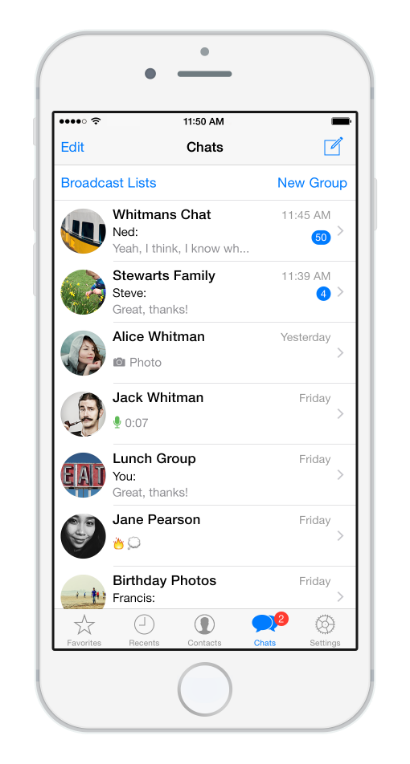 11:50 AM
Edit Chats
Broadcast Lists New Group
Whitmans Chat 11:45 AM
Ned: 50
Yeah, I think, I know wh...
Stewarts Family 11:39 AM
Steve: 4
Great, thanks!
Alice Whitman Yesterday
Photo
Jack Whitman Friday
0:07
EAT
Lunch Group Friday
You:
Great, thanks!
Jane Pearson Friday
🔥💭
Birthday Photos Friday
Francis:
2
Favorites Recents Contacts Chats Settings